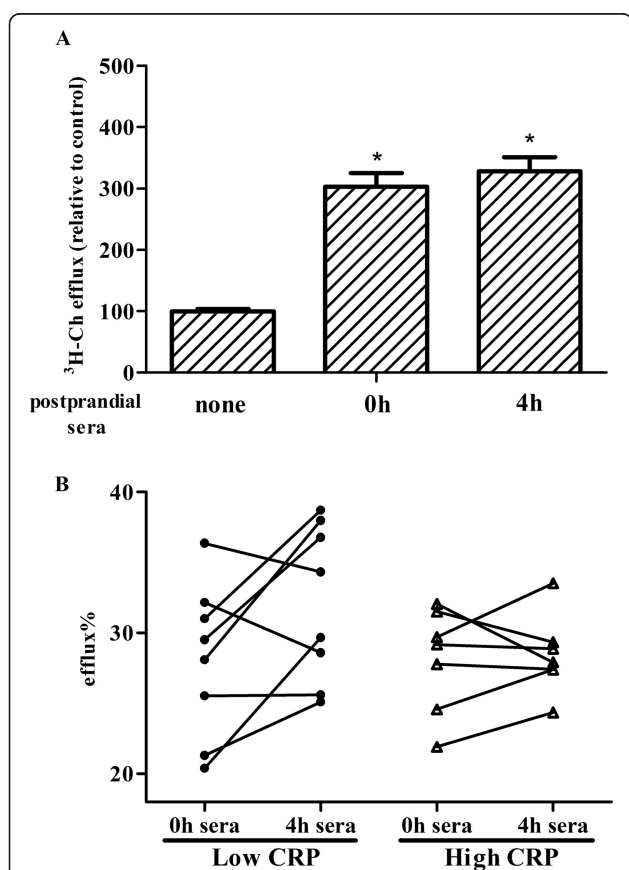 A
500
400
300
200
100
0
³H-Ch efflux (relative to control)
*
*
postprandial
sera
none
0h
4h
B
40
30
20
efflux%
0h sera
4h sera
0h sera
4h sera
Low CRP
High CRP